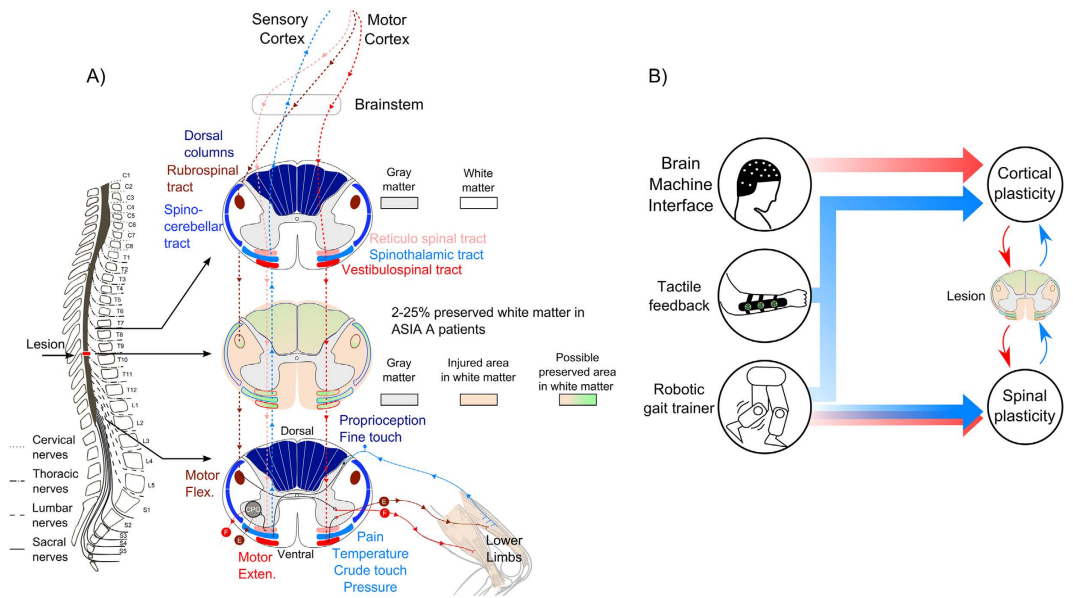 Sensory
Cortex
Motor
Cortex
A)
Brainstem
Dorsal
columns
Rubrospinal
tract
Spino-
cerebellar
tract
Gray
matter
White
matter
Reticulo spinal tract
Spinothalamic tract
Vestibulospinal tract
C1
C2
C3
C4
C5
C6
C7
C8
T1
T2
T3
T4
T5
T6
T7
T8
T9
T10
T11
T12
L1
L2
L3
L4
L5
S1
S2
S3
S4
S5
Lesion
2-25% preserved white matter in
ASIA A patients
Gray
matter
Injured area
in white matter
Possible
preserved area
in white matter
Cervical
nerves
Thoracic
nerves
Lumbar
nerves
Sacral
nerves
Dorsal
Proprioception
Fine touch
Motor
Flex.
CPG
F
E
E
F
Motor
Exten.
Ventral
Pain
Temperature
Crude touch
Pressure
Lower
Limbs
B)
Brain
Machine
Interface
Tactile
feedback
Robotic
gait trainer
Cortical
plasticity
Lesion
Spinal
plasticity